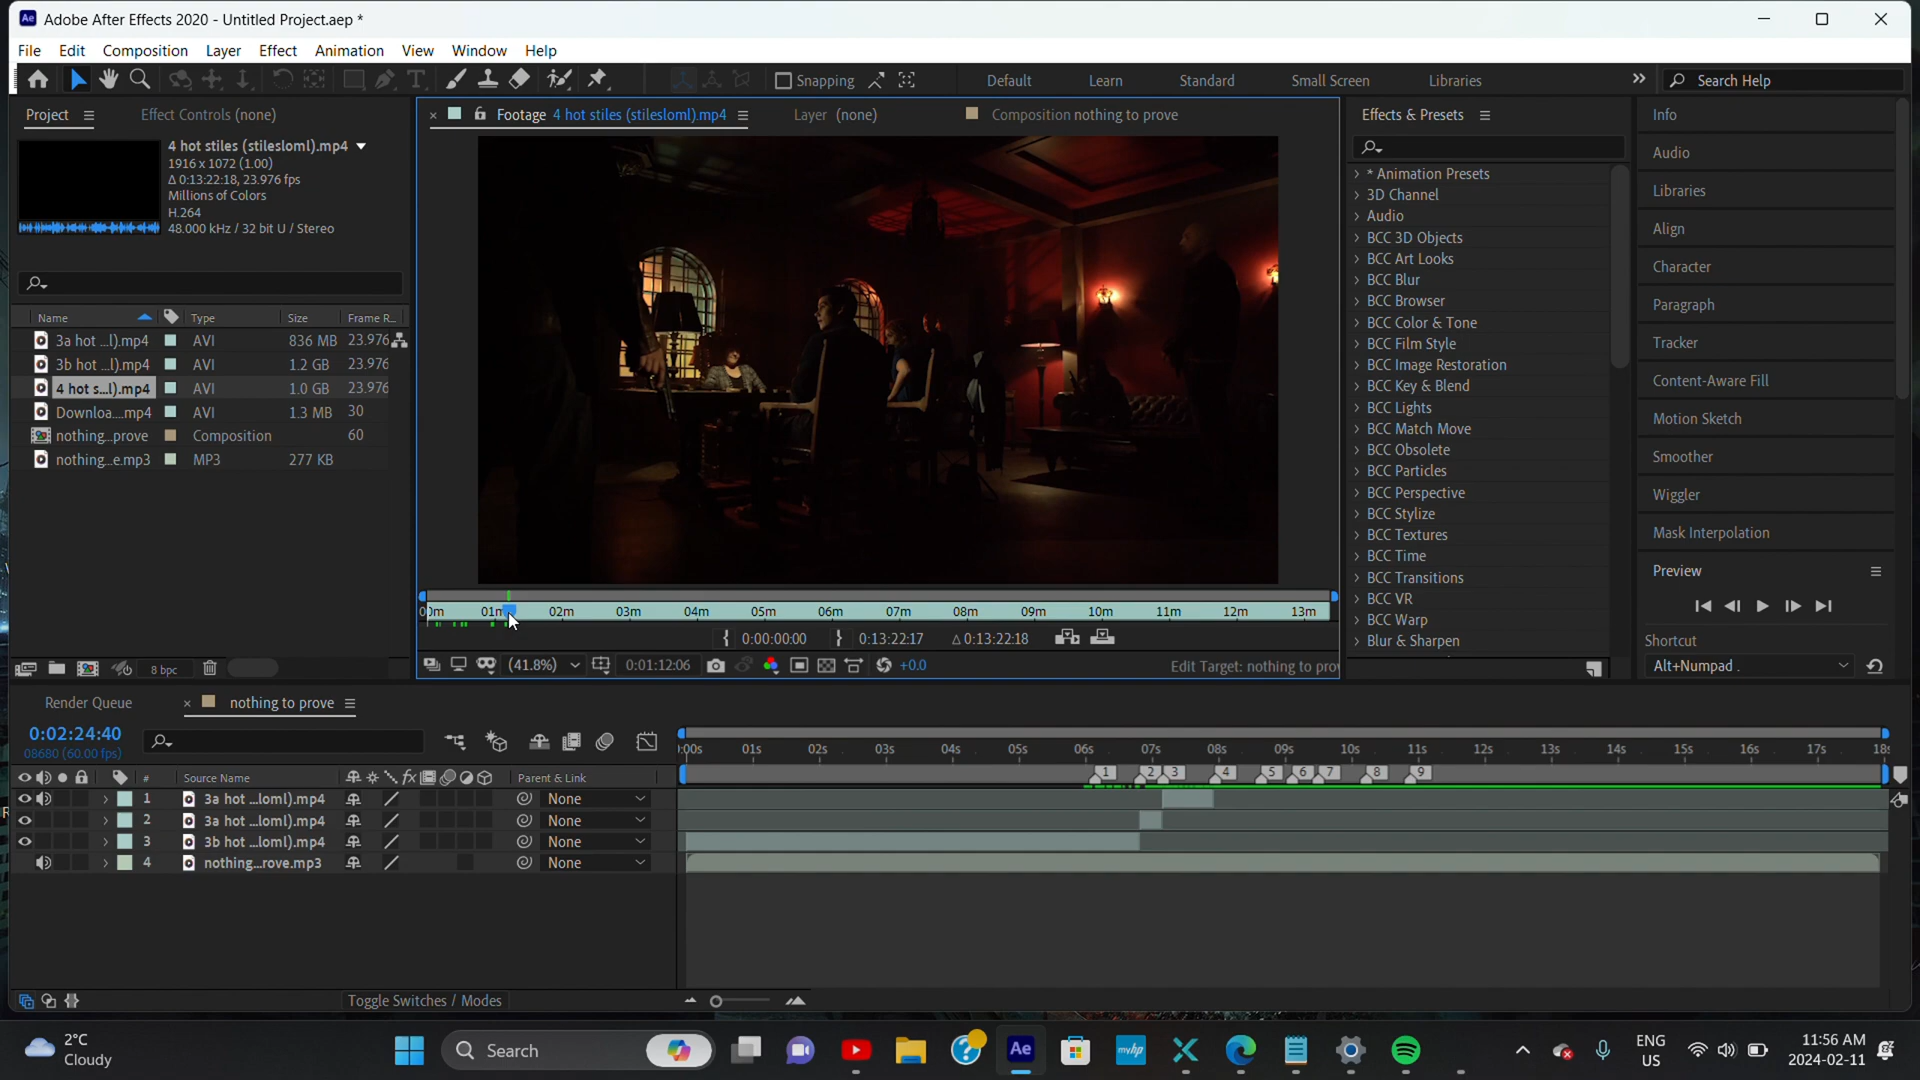 Adobe After Effects 2020 - Untitled Project.aep *
File Edit Composition Layer Effect Animation View Window Help
Snapping Default Learn Standard Small Screen Libraries Search Help
Project Effect Controls (none)
4 hot stiles (stilesloml).mp4
1916 x 1072 (1.00)
Δ 0:13:22:18, 23.976 fps
Millions of Colors
H.264
48.000 kHz / 32 bit U / Stereo
Name Type Size Frame R...
3a hot ...l).mp4 AVI 836 MB 23.976
3b hot ...l).mp4 AVI 1.2 GB 23.976
4 hot s...l).mp4 AVI 1.0 GB 23.976
Downloa....mp4 AVI 1.3 MB 30
nothing...prove Composition 60
nothing...e.mp3 MP3 277 KB
8 bpc
Footage 4 hot stiles (stilesloml).mp4 Layer (none) Composition nothing to prove
01m 02m 03m 04m 05m 06m 07m 08m 09m 10m 11m 12m 13m
0:00:00:00 0:13:22:17 Δ 0:13:22:18
(41.8%) 0:01:12:06 +0.0 Edit Target: nothing to pro
Effects & Presets
* Animation Presets
3D Channel
Audio
BCC 3D Objects
BCC Art Looks
BCC Blur
BCC Browser
BCC Color & Tone
BCC Film Style
BCC Image Restoration
BCC Key & Blend
BCC Lights
BCC Match Move
BCC Obsolete
BCC Particles
BCC Perspective
BCC Stylize
BCC Textures
BCC Time
BCC Transitions
BCC VR
BCC Warp
Blur & Sharpen
Info
Audio
Libraries
Align
Character
Paragraph
Tracker
Content-Aware Fill
Motion Sketch
Smoother
Wiggler
Mask Interpolation
Preview
Shortcut
Alt+Numpad .
Render Queue nothing to prove
0:02:24:40
08680 (60.00 fps)
:00s 01s 02s 03s 04s 05s 06s 07s 08s 09s 10s 11s 12s 13s 14s 15s 16s 17s 18s
# Source Name fx Parent & Link
1 2 3 4 5 6 7 8 9
1 3a hot ...loml).mp4 None
2 3a hot ...loml).mp4 None
3 3b hot ...loml).mp4 None
4 nothing...rove.mp3 None
Toggle Switches / Modes
2°C
Cloudy
Search
Ae
myhp
ENG
US
11:56 AM
2024-02-11